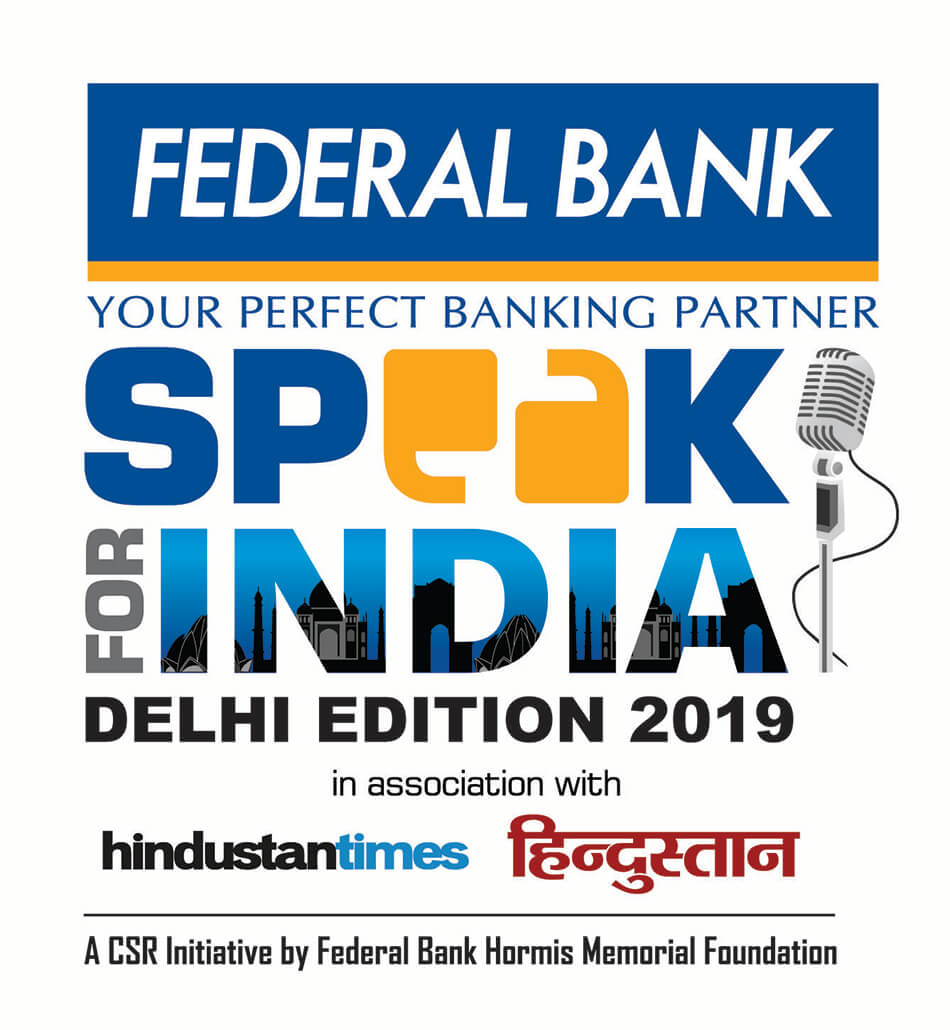 FEDERAL BANK
YOUR PERFECT BANKING PARTNER
SPeaK
FOR INDIA
DELHI EDITION 2019
in association with
hindustantimes हिन्दुस्तान
A CSR Initiative by Federal Bank Hormis Memorial Foundation